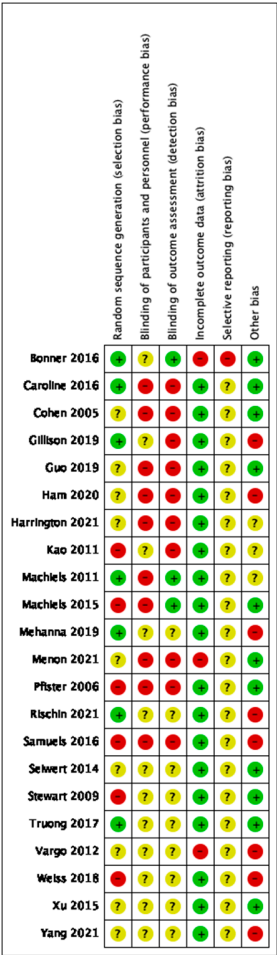 Random sequence generation (selection bias)
Blinding of participants and personnel (performance bias)
Blinding of outcome assessment (detection bias)
Incomplete outcome data (attrition bias)
Selective reporting (reporting bias)
Other bias
Bonner 2016 + ? + - - +
Caroline 2016 + - - + ? +
Cohen 2005 ? - - + ? +
Gillison 2019 + ? - + ? -
Guo 2019 ? - - + ? +
Ham 2020 ? - - + ? -
Harrington 2021 ? - - + ? ?
Kao 2011 - ? - + ? ?
Machiels 2011 + - + + ? ?
Machiels 2015 - - + + ? +
Mehanna 2019 + ? ? + ? -
Menon 2021 ? - - - ? +
Pfister 2006 - - - + ? +
Rischin 2021 + ? ? + ? -
Samuels 2016 - - - + ? -
Seiwert 2014 ? ? ? + ? +
Stewart 2009 - ? ? + ? +
Truong 2017 + ? ? + ? +
Vargo 2012 ? ? ? - ? -
Weiss 2018 - ? ? + ? -
Xu 2015 ? ? ? + ? +
Yang 2021 ? ? ? + ? -